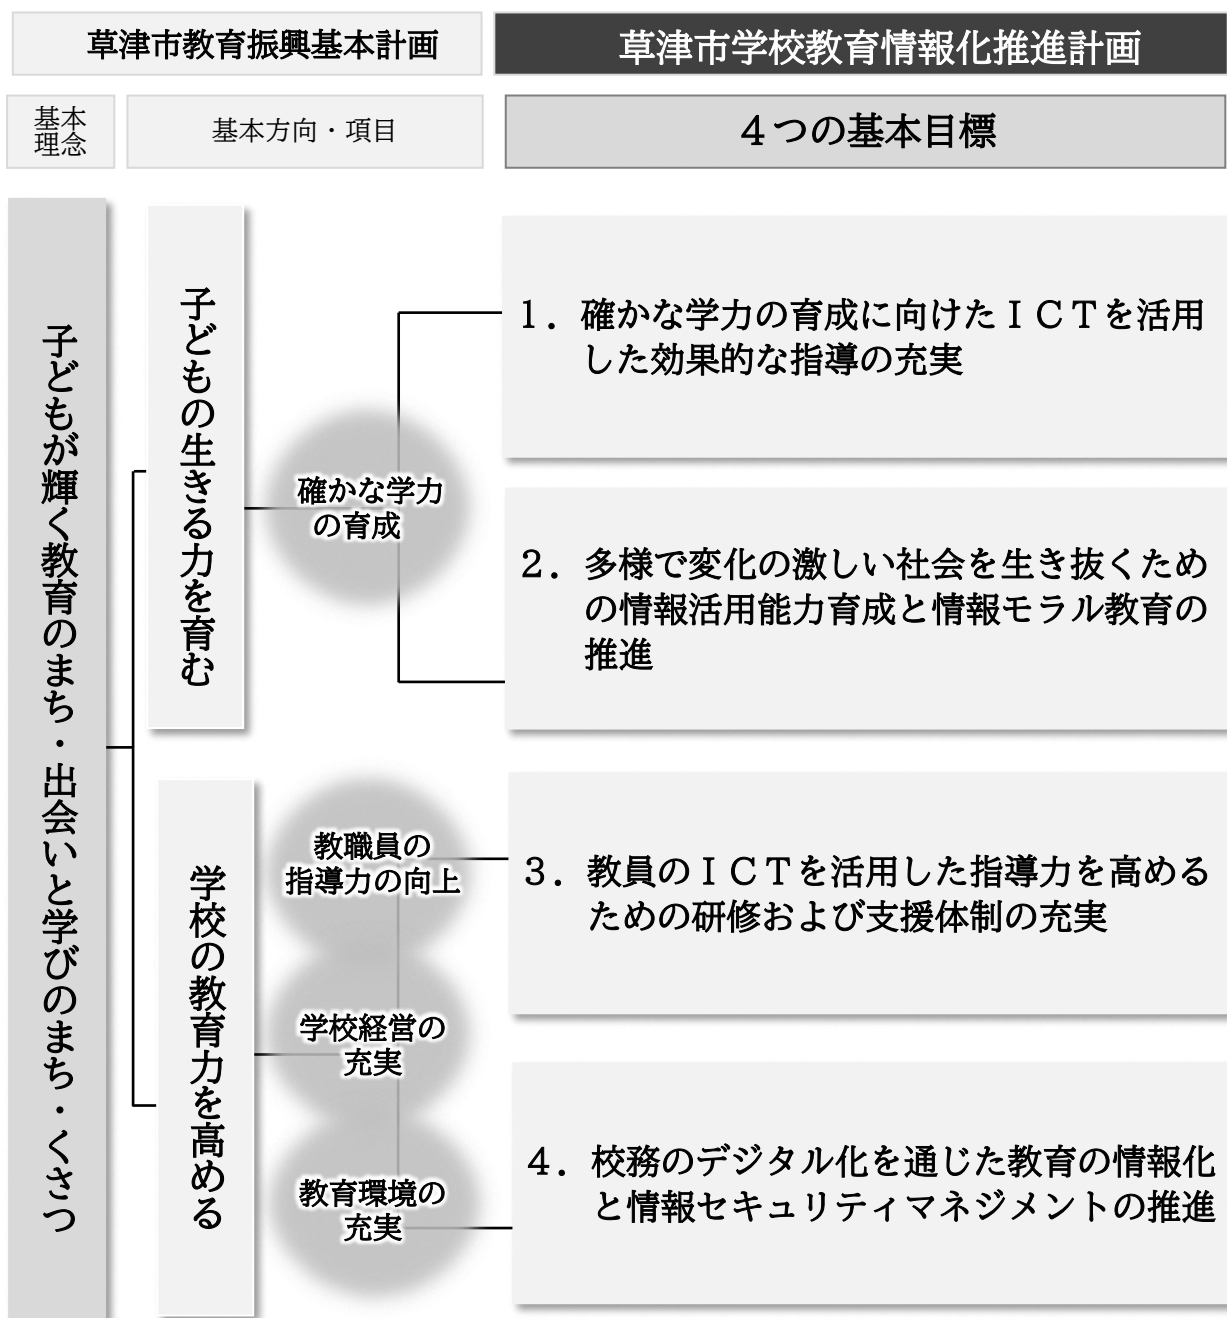 草津市教育振興基本計画
草津市学校教育情報化推進計画
基本
理念
基本方向・項目
４つの基本目標
子どもが輝く教育のまち・出会いと学びのまち・くさつ
子どもの生きる力を育む
確かな学力
の育成
１．確かな学力の育成に向けたＩＣＴを活用
した効果的な指導の充実
２．多様で変化の激しい社会を生き抜くため
の情報活用能力育成と情報モラル教育の
推進
学校の教育力を高める
教職員の
指導力の向上
学校経営の
充実
教育環境の
充実
３．教員のＩＣＴを活用した指導力を高める
ための研修および支援体制の充実
４．校務のデジタル化を通じた教育の情報化
と情報セキュリティマネジメントの推進